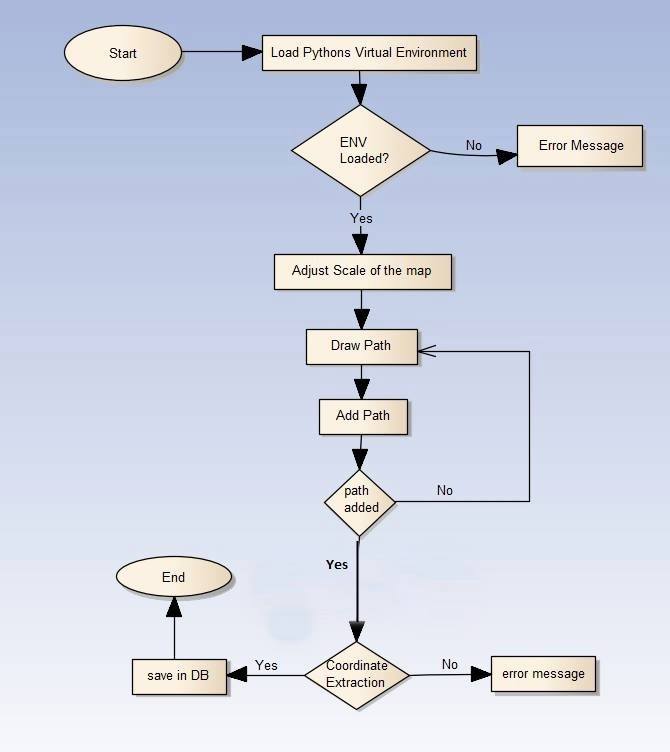 Start
Load Pythons Virtual Environment
ENV
Loaded?
No
Error Message
Yes
Adjust Scale of the map
Draw Path
Add Path
path
added
No
Yes
End
Coordinate
Extraction
Yes
save in DB
No
error message